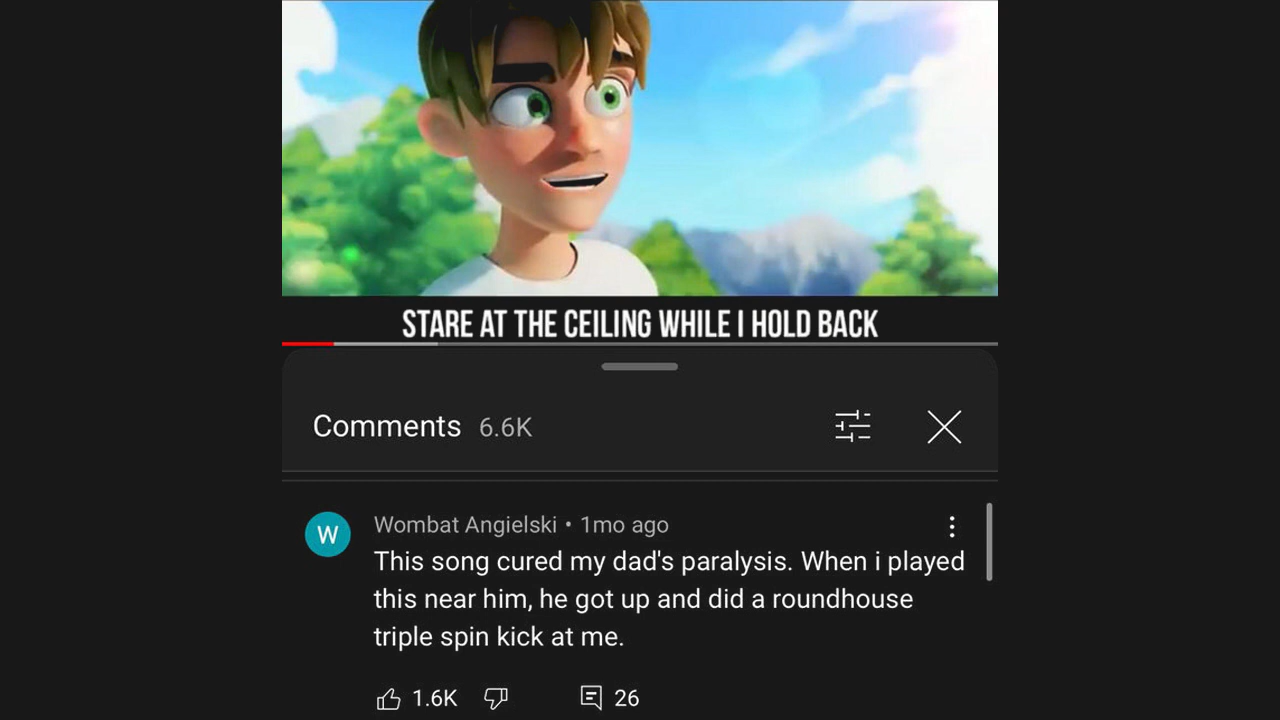 STARE AT THE CEILING WHILE I HOLD BACK
Comments 6.6K
W
Wombat Angielski • 1mo ago
This song cured my dad's paralysis. When i played
this near him, he got up and did a roundhouse
triple spin kick at me.
1.6K 26